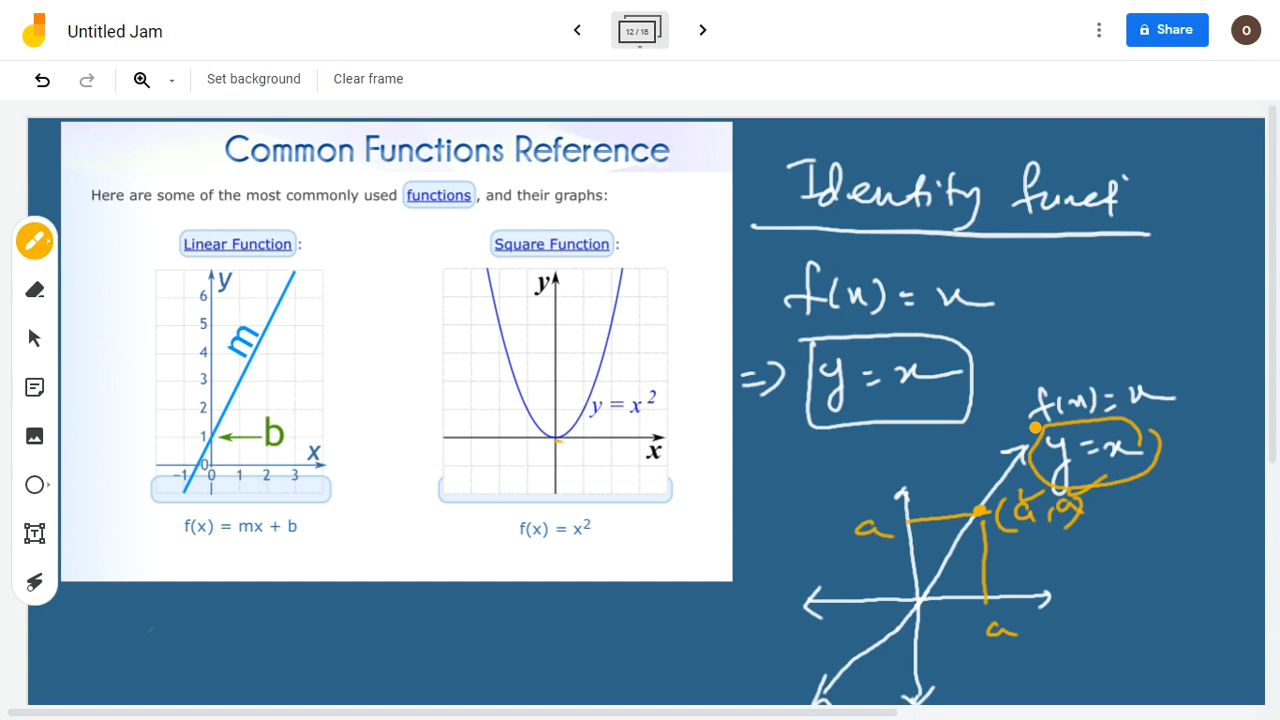 Untitled Jam
12 / 18
Share
O
Set background
Clear frame
Common Functions Reference
Here are some of the most commonly used functions, and their graphs:
Linear Function:
Square Function:
y
6
5
4
3
2
1
0
-1 0 1 2 3
x
m
b
f(x) = mx + b
y
x
y = x²
f(x) = x²
Identity funct
f(x) = x
=> y = x
f(x) = x
y = x
(a, a)
a
a
T